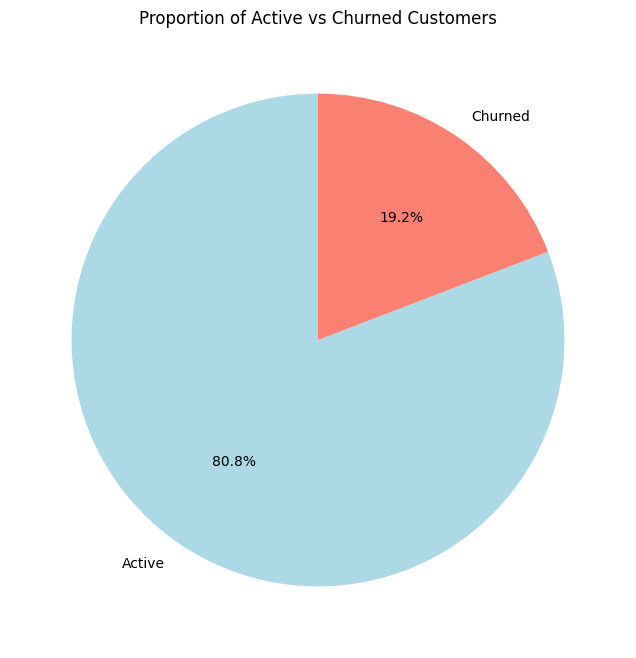 Proportion of Active vs Churned Customers
Churned
19.2%
80.8%
Active